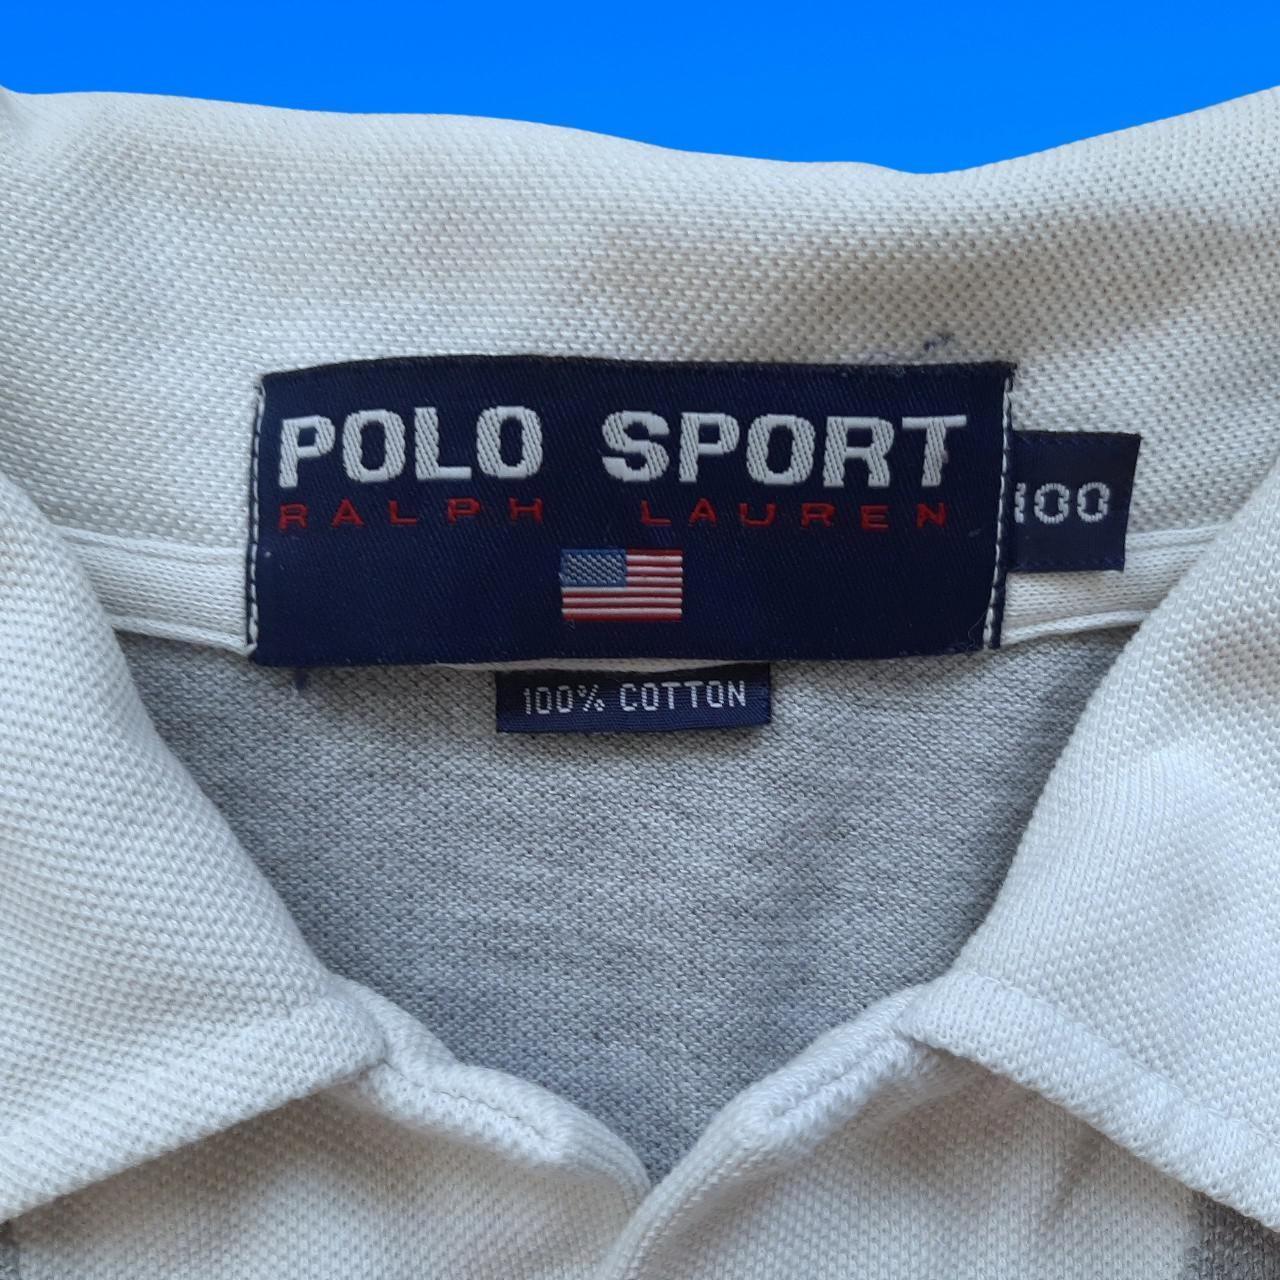 POLO SPORT
RALPH LAUREN
100
100% COTTON